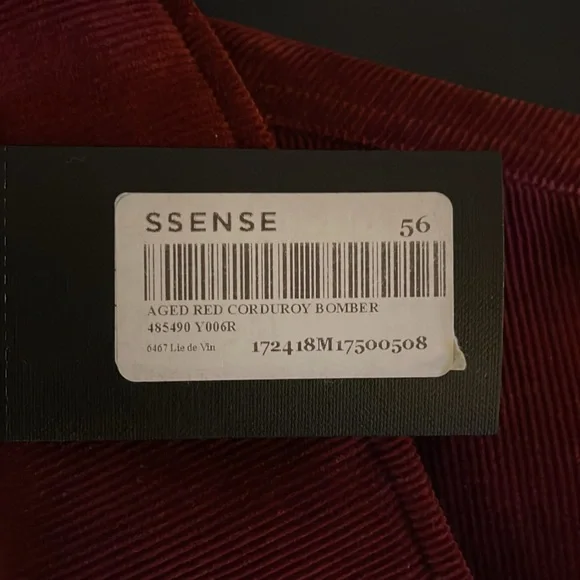 SSENSE 56
AGED RED CORDUROY BOMBER
485490 Y006R
6467 Lie de Vin 172418M17500508